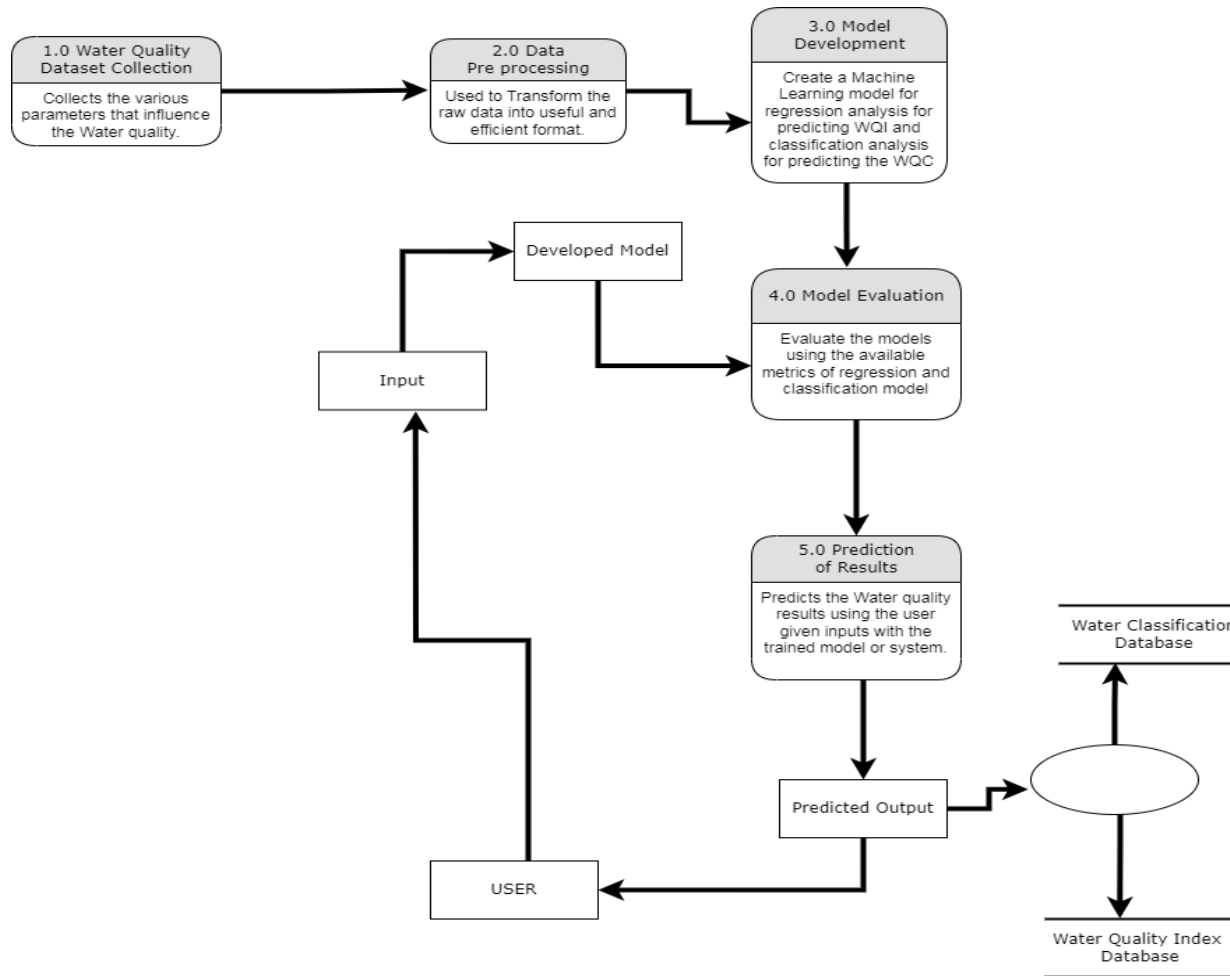 1.0 Water Quality
Dataset Collection
Collects the various
parameters that influence
the Water quality.
2.0 Data
Pre processing
Used to Transform the
raw data into useful and
efficient format.
3.0 Model
Development
Create a Machine
Learning model for
regression analysis for
predicting WQI and
classification analysis
for predicting the WQC
Developed Model
4.0 Model Evaluation
Evaluate the models
using the available
metrics of regression and
classification model
Input
5.0 Prediction
of Results
Predicts the Water quality
results using the user
given inputs with the
trained model or system.
Water Classification
Database
Predicted Output
USER
Water Quality Index
Database